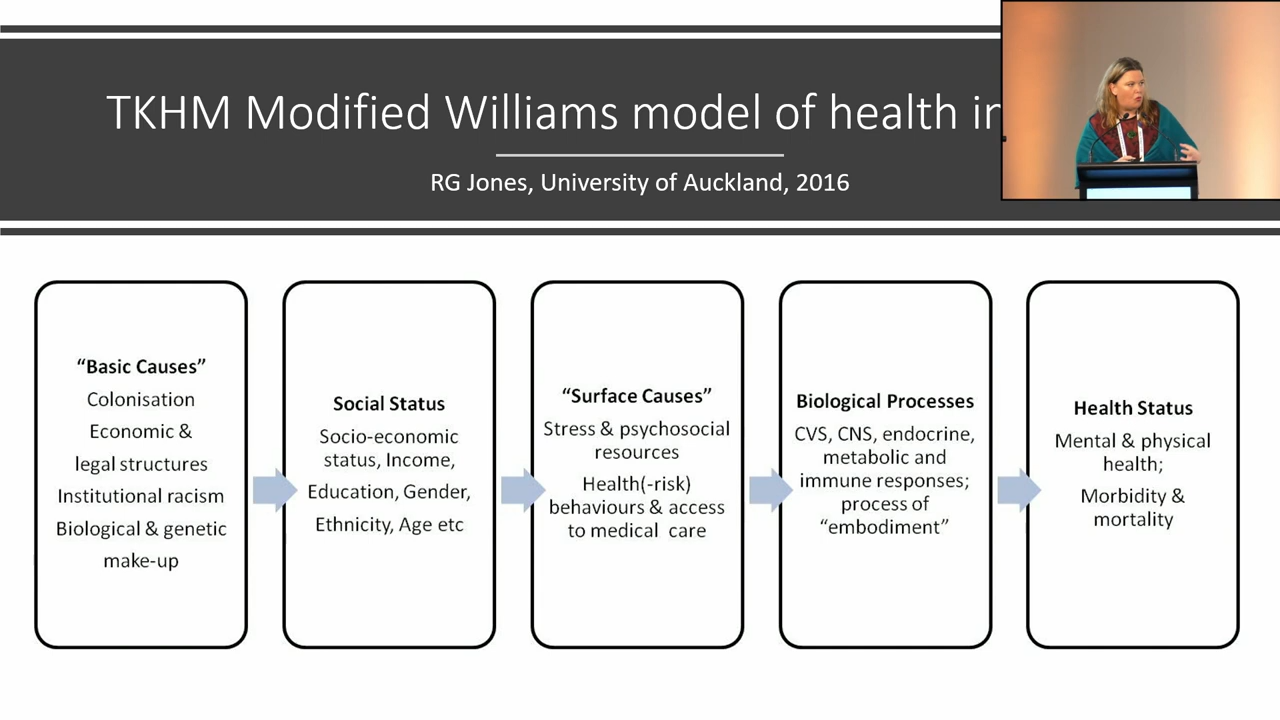 TKHM Modified Williams model of health
RG Jones, University of Auckland, 2016
“Basic Causes”
Colonisation
Economic &
legal structures
Institutional racism
Biological & genetic
make-up
Social Status
Socio-economic
status, Income,
Education, Gender,
Ethnicity, Age etc
“Surface Causes”
Stress & psychosocial
resources
Health(-risk)
behaviours & access
to medical care
Biological Processes
CVS, CNS, endocrine,
metabolic and
immune responses;
process of
“embodiment”
Health Status
Mental & physical
health;
Morbidity &
mortality